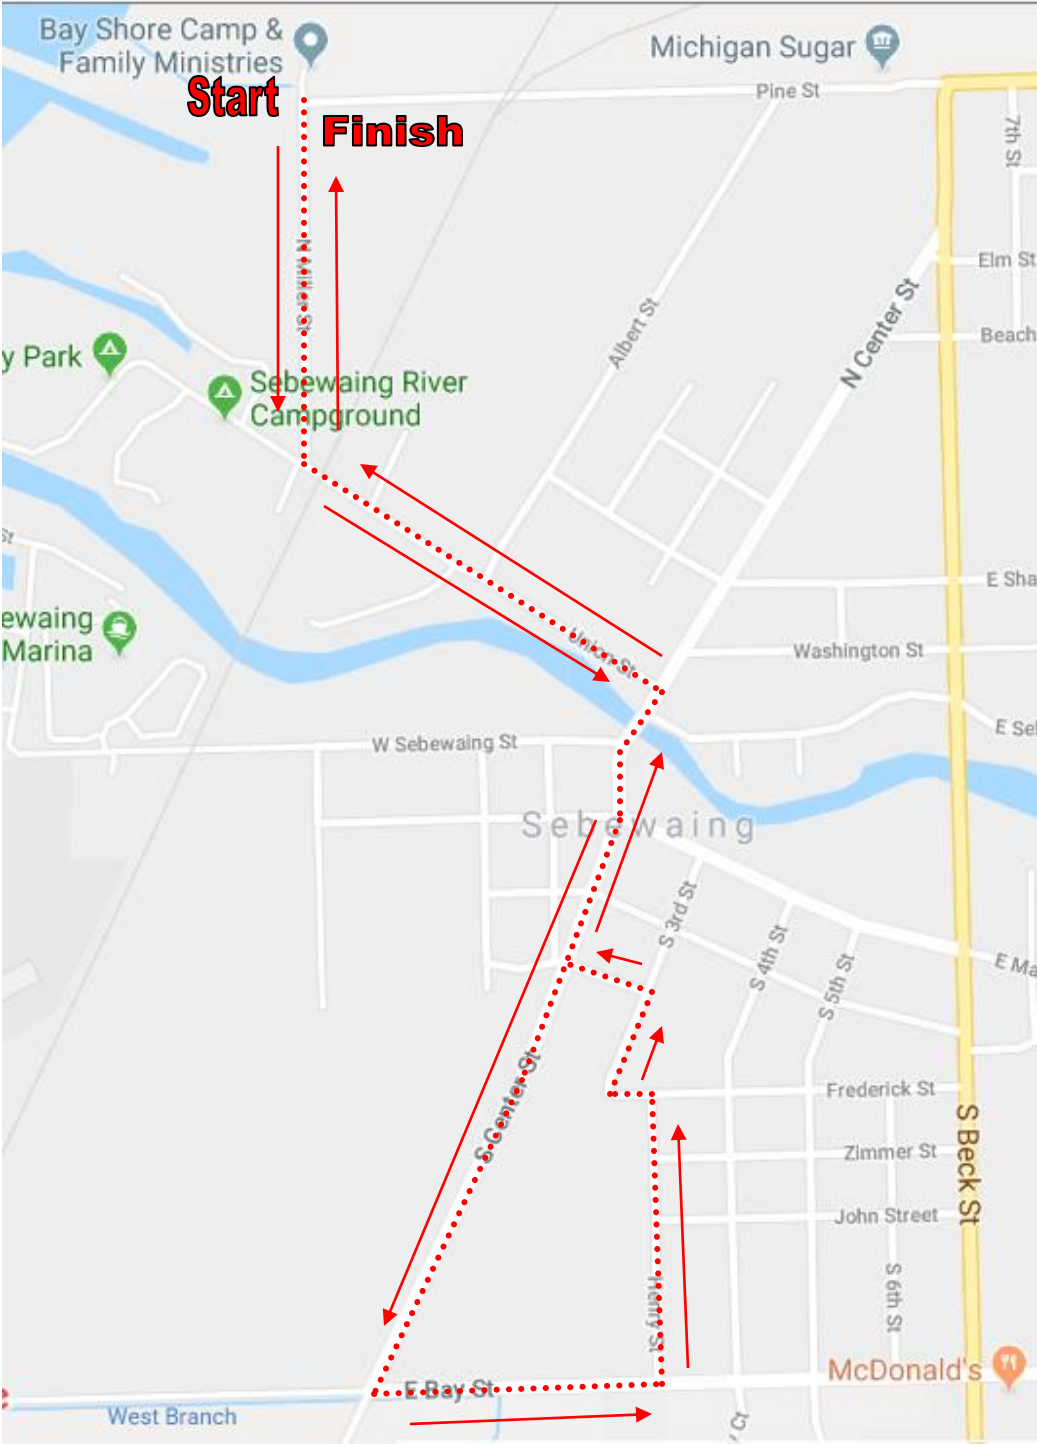 Bay Shore Camp &
Family Ministries
Michigan Sugar
Start
Pine St
Finish
7th St
N Miller St
Elm St
N Center St
Albert St
Beach
y Park
Sebewaing River
Campground
St
E Sha
ewaing
Marina
Union St
Washington St
E Sel
W Sebewaing St
Sebewaing
S 3rd St
S 4th St
S 5th St
E Ma
S Center St
Frederick St
S Beck St
Zimmer St
John Street
S 6th St
Henry St
McDonald's
E Bay St
West Branch
Ct